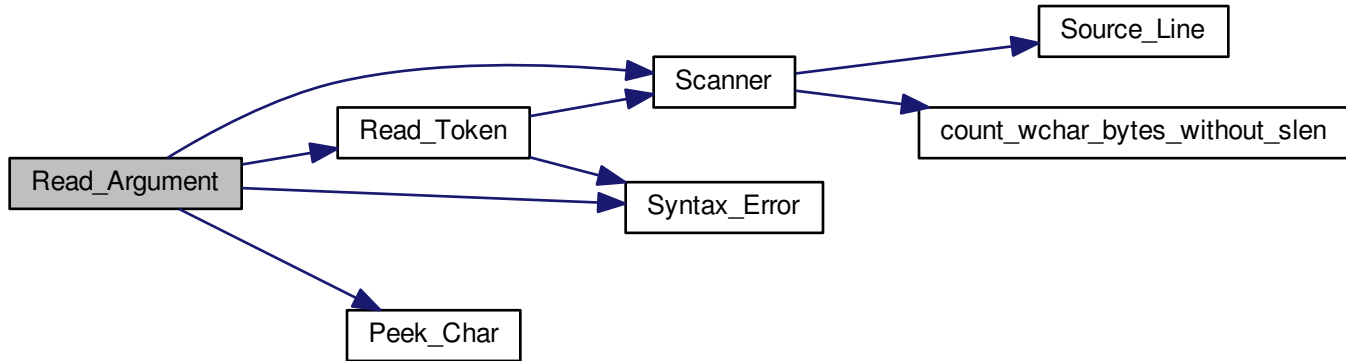 Read_Argument
Read_Token
Peek_Char
Scanner
Syntax_Error
Source_Line
count_wchar_bytes_without_slen